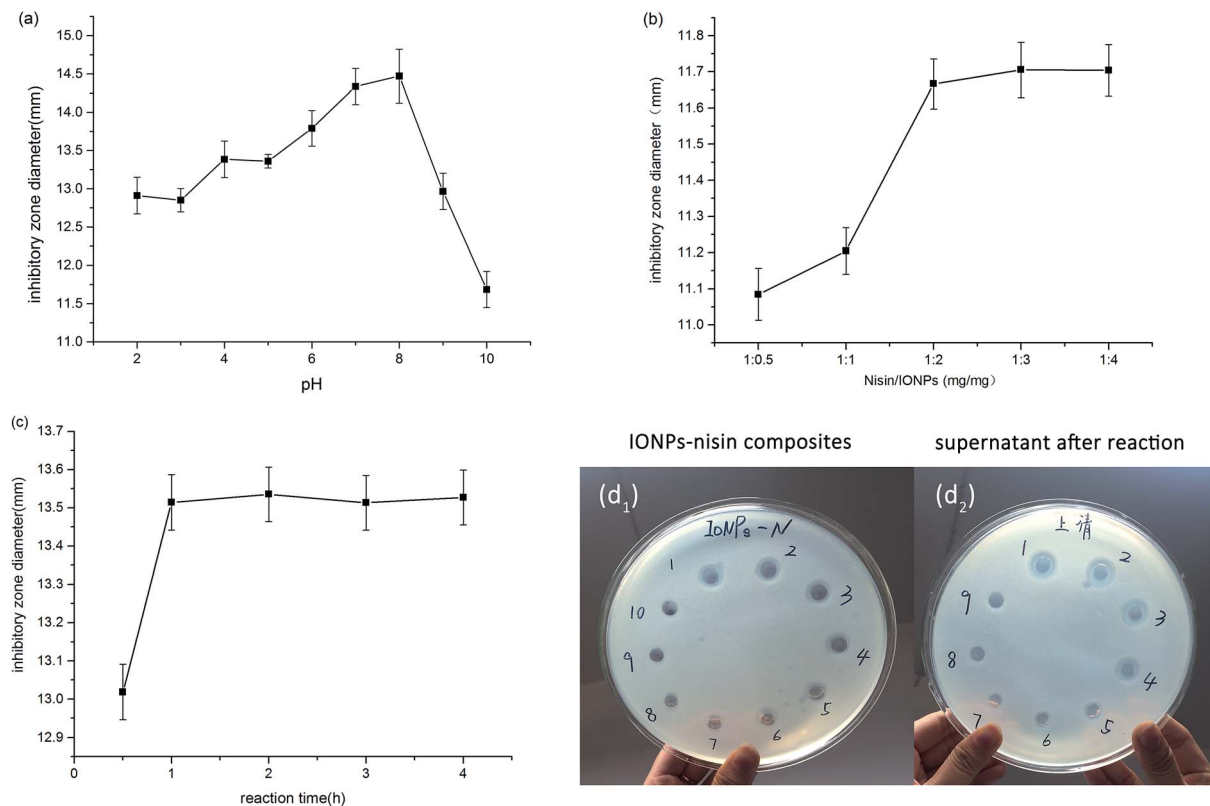 (a)
15.0
14.5
14.0
13.5
13.0
12.5
12.0
11.5
11.0
inhibitory zone diameter(mm)
2 4 6 8 10
pH
(b)
11.8
11.7
11.6
11.5
11.4
11.3
11.2
11.1
11.0
inhibitory zone diameter（mm）
1:0.5 1:1 1:2 1:3 1:4
Nisin/IONPs (mg/mg）
(c)
13.7
13.6
13.5
13.4
13.3
13.2
13.1
13.0
12.9
inhibitory zone diameter(mm)
0 1 2 3 4
reaction time(h)
IONPs-nisin composites
(d1)
IoNPs-N
1
2
3
4
5
6
7
8
9
10
supernatant after reaction
(d2)
上清
1
2
3
4
5
6
7
8
9